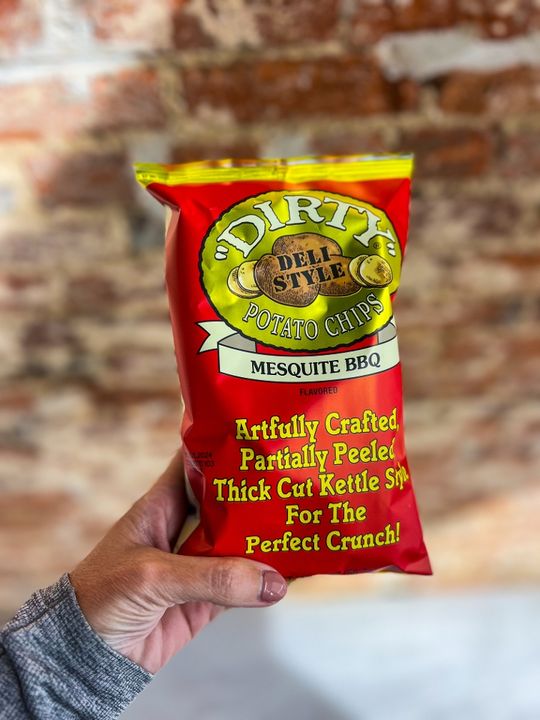 "DIRTY"®
DELI
STYLE
POTATO CHIPS
MESQUITE BBQ
FLAVORED
Artfully Crafted,
Partially Peeled
Thick Cut Kettle Style,
For The
Perfect Crunch!